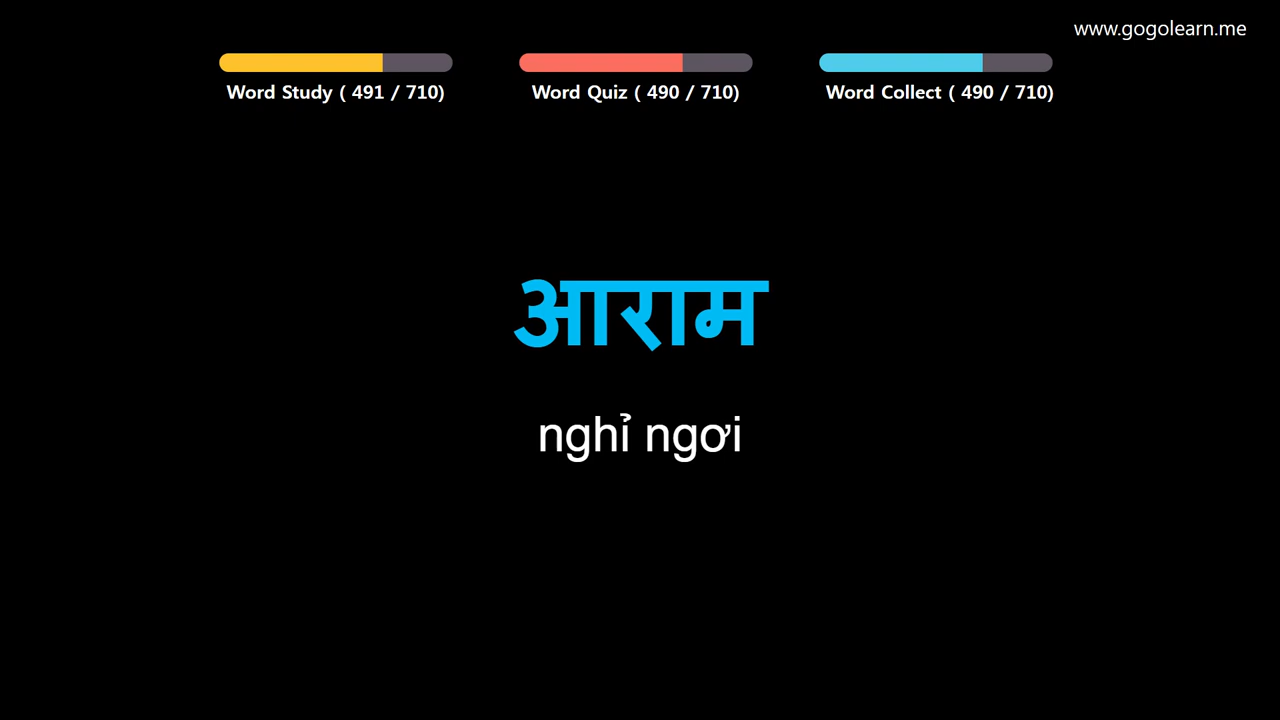 www.gogolearn.me
Word Study ( 491 / 710)
Word Quiz ( 490 / 710)
Word Collect ( 490 / 710)
आराम
nghỉ ngơi